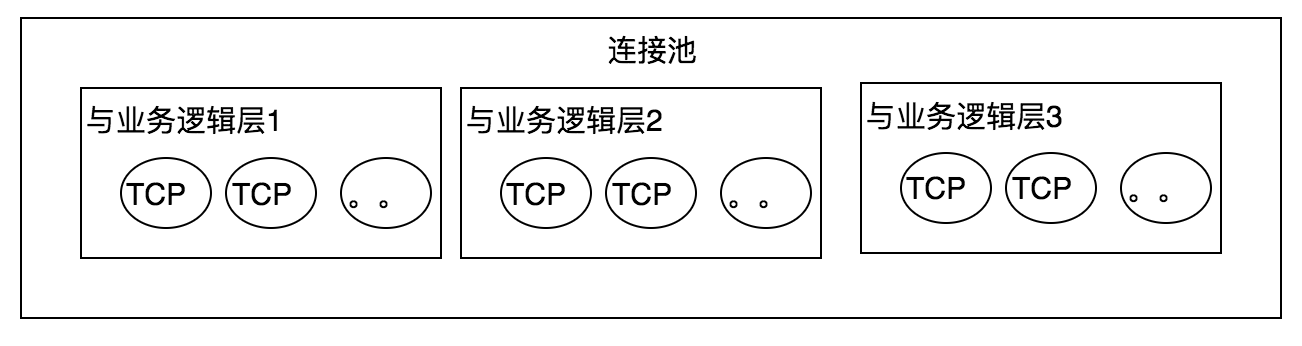 连接池
与业务逻辑层1
TCP TCP 。。
与业务逻辑层2
TCP TCP 。。
与业务逻辑层3
TCP TCP 。。